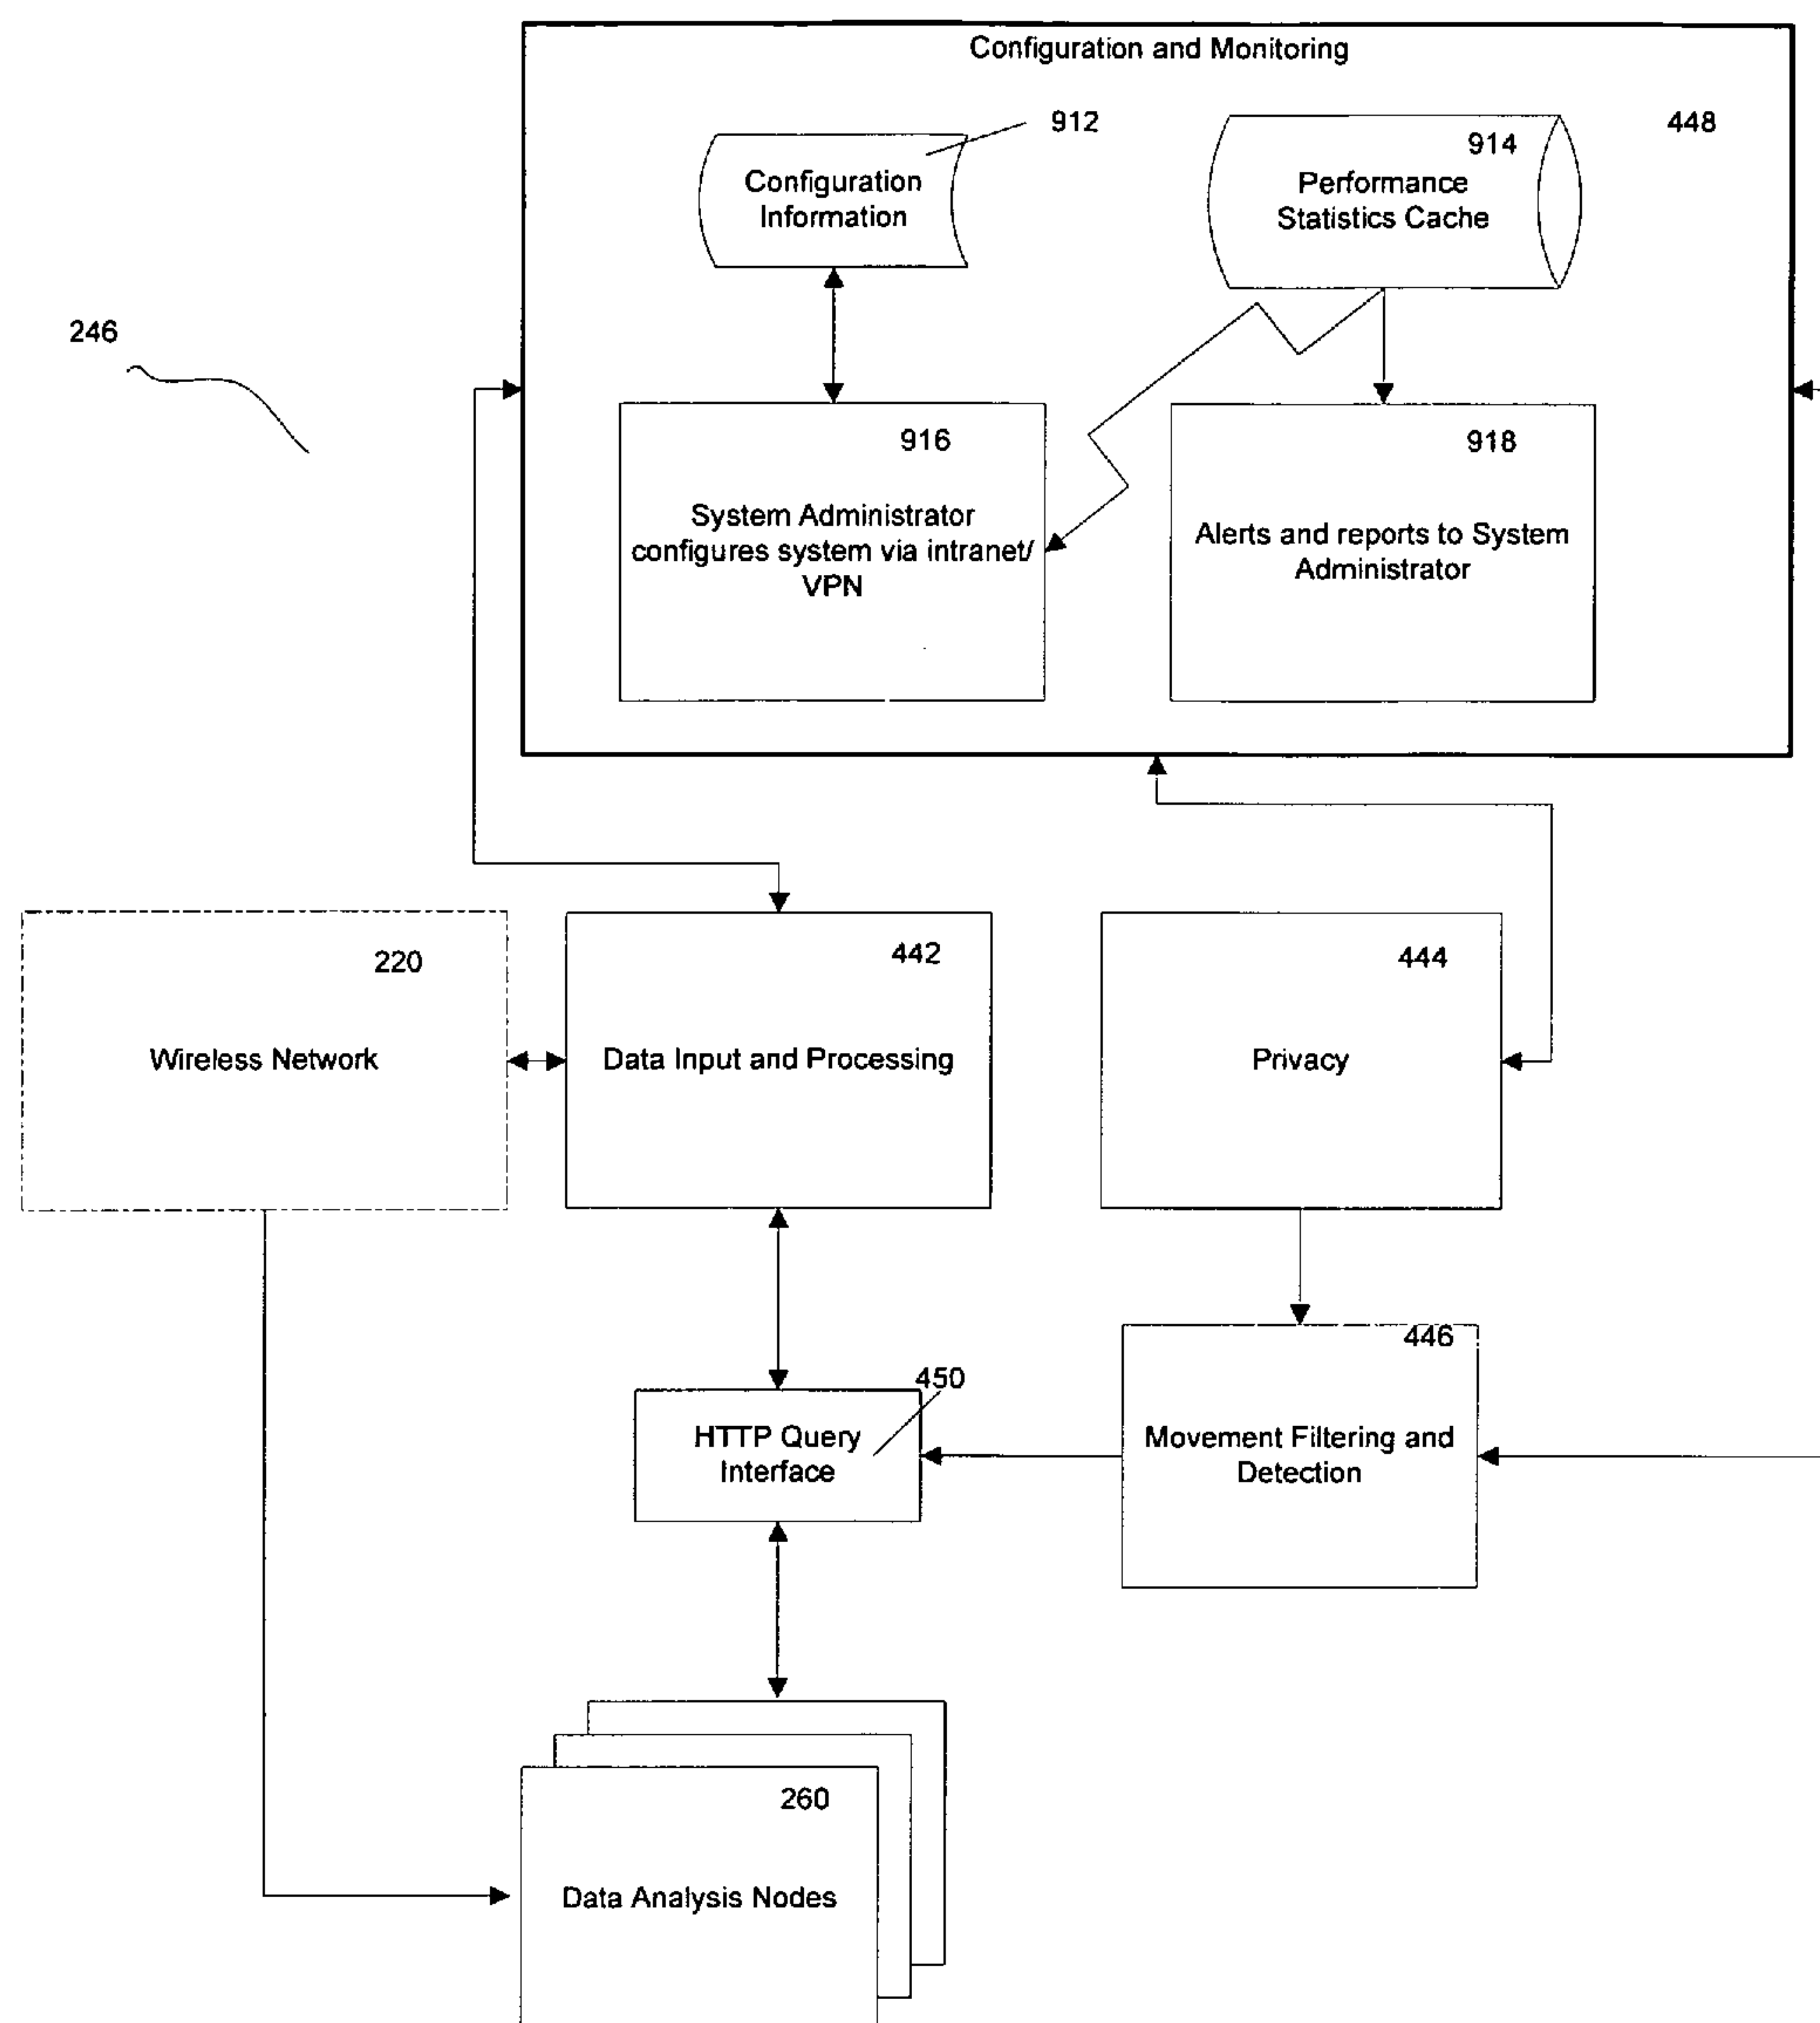 Configuration and Monitoring
912
448
914
Configuration
Information
Performance
Statistics Cache
246
916
918
System Administrator
configures system via intranet/
VPN
Alerts and reports to System
Administrator
220
442
444
Wireless Network
Data Input and Processing
Privacy
446
450
HTTP Query
Interface
Movement Filtering and
Detection
260
Data Analysis Nodes